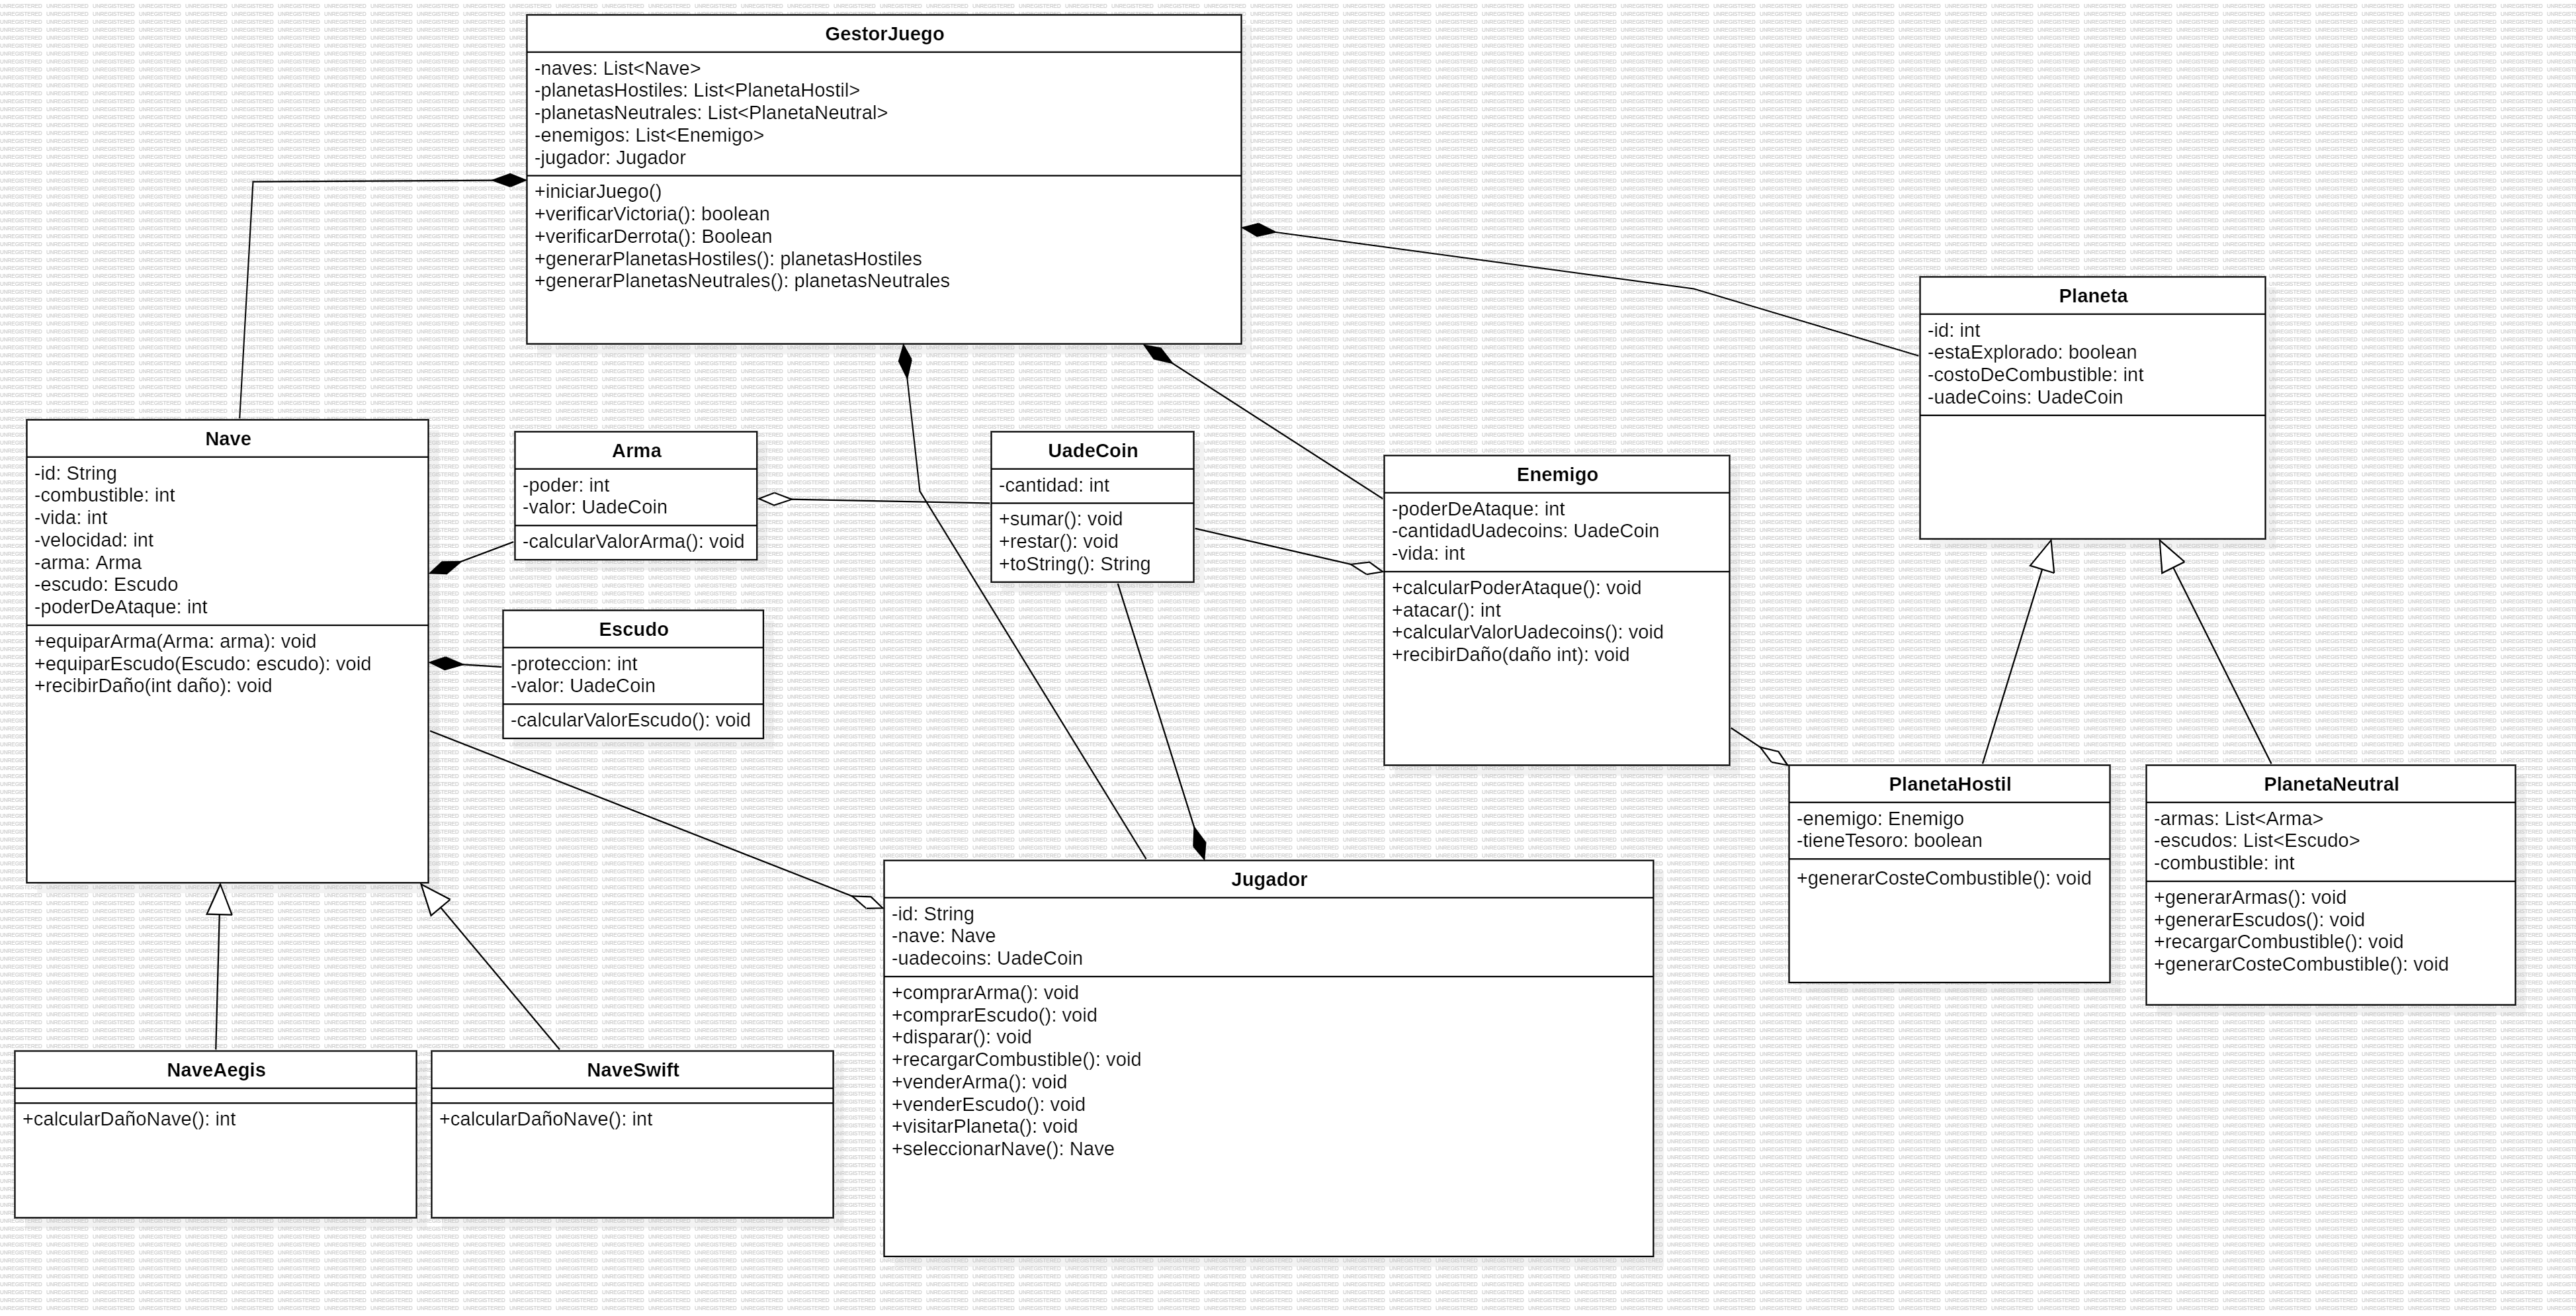 GestorJuego
-naves: List<Nave>
-planetasHostiles: List<PlanetaHostil>
-planetasNeutrales: List<PlanetaNeutral>
-enemigos: List<Enemigo>
-jugador: Jugador
+iniciarJuego()
+verificarVictoria(): boolean
+verificarDerrota(): Boolean
+generarPlanetasHostiles(): planetasHostiles
+generarPlanetasNeutrales(): planetasNeutrales
Planeta
-id: int
-estaExplorado: boolean
-costoDeCombustible: int
-uadeCoins: UadeCoin
Nave
-id: String
-combustible: int
-vida: int
-velocidad: int
-arma: Arma
-escudo: Escudo
-poderDeAtaque: int
+equiparArma(Arma: arma): void
+equiparEscudo(Escudo: escudo): void
+recibirDaño(int daño): void
Arma
-poder: int
-valor: UadeCoin
-calcularValorArma(): void
UadeCoin
-cantidad: int
+sumar(): void
+restar(): void
+toString(): String
Enemigo
-poderDeAtaque: int
-cantidadUadecoins: UadeCoin
-vida: int
+calcularPoderAtaque(): void
+atacar(): int
+calcularValorUadecoins(): void
+recibirDaño(daño int): void
Escudo
-proteccion: int
-valor: UadeCoin
-calcularValorEscudo(): void
PlanetaHostil
-enemigo: Enemigo
-tieneTesoro: boolean
+generarCosteCombustible(): void
PlanetaNeutral
-armas: List<Arma>
-escudos: List<Escudo>
-combustible: int
+generarArmas(): void
+generarEscudos(): void
+recargarCombustible(): void
+generarCosteCombustible(): void
Jugador
-id: String
-nave: Nave
-uadecoins: UadeCoin
+comprarArma(): void
+comprarEscudo(): void
+disparar(): void
+recargarCombustible(): void
+venderArma(): void
+venderEscudo(): void
+visitarPlaneta(): void
+seleccionarNave(): Nave
NaveAegis
+calcularDañoNave(): int
NaveSwift
+calcularDañoNave(): int
UNREGISTERED